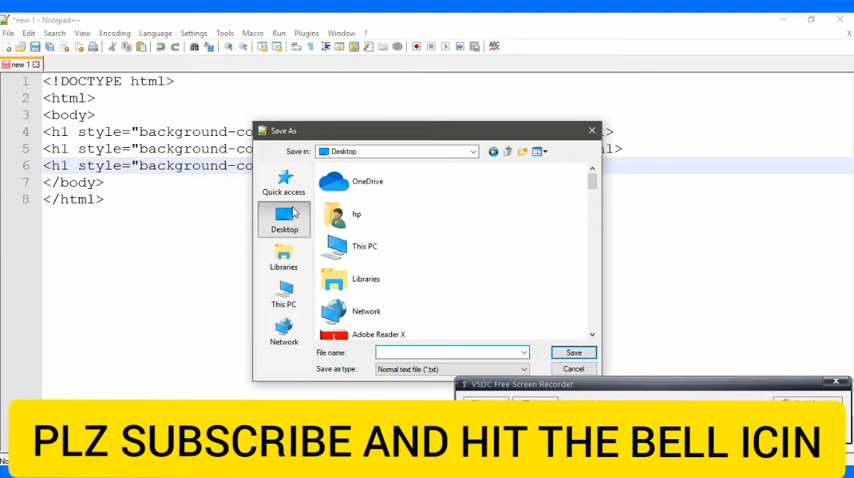 *new 1 - Notepad++
File Edit Search View Encoding Language Settings Tools Macro Run Plugins Window ?
X
new 1
1 <!DOCTYPE html>
2 <html>
3 <body>
4 <h1 style="background-co
5 <h1 style="background-co h1>
6 <h1 style="background-co
7 </body>
8 </html>
Save As
Save in: Desktop
Quick access
Desktop
Libraries
This PC
Network
OneDrive
hp
This PC
Libraries
Network
Adobe Reader X
File name:
Save
Save as type: Normal text file (*.txt)
Cancel
VSDC Free Screen Recorder
PLZ SUBSCRIBE AND HIT THE BELL ICIN